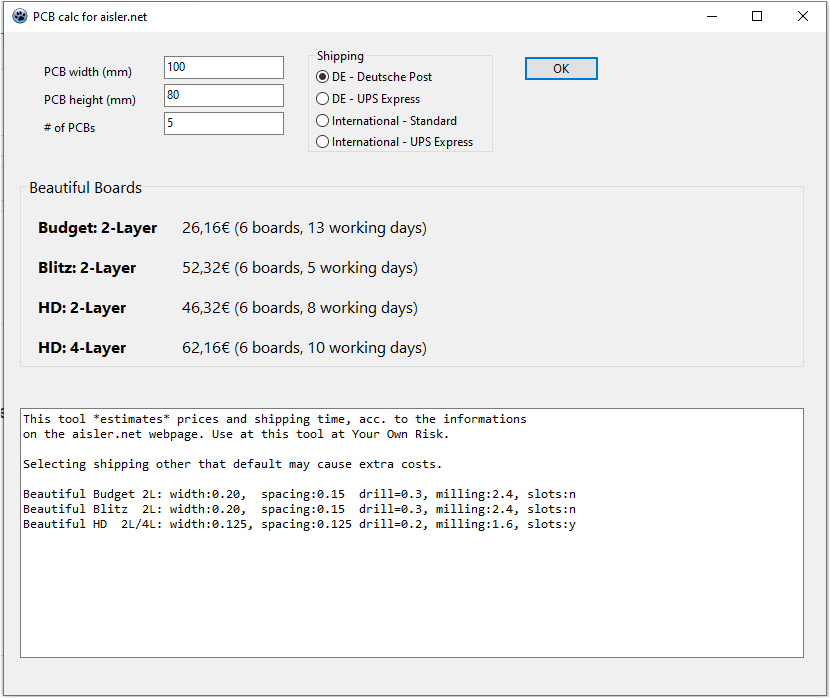 PCB calc for aisler.net
PCB width (mm) 100
PCB height (mm) 80
# of PCBs 5
Shipping
DE - Deutsche Post
DE - UPS Express
International - Standard
International - UPS Express
OK
Beautiful Boards
Budget: 2-Layer 26,16€ (6 boards, 13 working days)
Blitz: 2-Layer 52,32€ (6 boards, 5 working days)
HD: 2-Layer 46,32€ (6 boards, 8 working days)
HD: 4-Layer 62,16€ (6 boards, 10 working days)
This tool *estimates* prices and shipping time, acc. to the informations
on the aisler.net webpage. Use at this tool at Your Own Risk.
Selecting shipping other that default may cause extra costs.
Beautiful Budget 2L: width:0.20,  spacing:0.15  drill=0.3, milling:2.4, slots:n
Beautiful Blitz  2L: width:0.20,  spacing:0.15  drill=0.3, milling:2.4, slots:n
Beautiful HD  2L/4L: width:0.125, spacing:0.125 drill=0.2, milling:1.6, slots:y